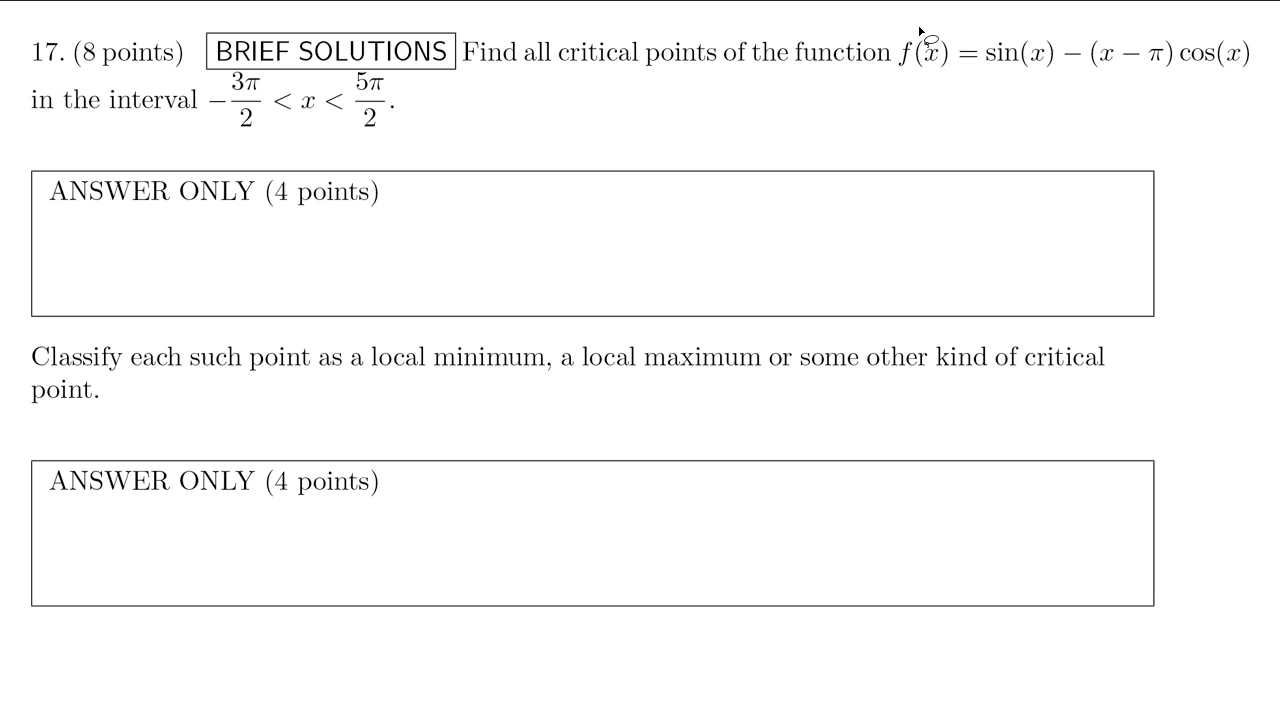 17. (8 points) BRIEF SOLUTIONS Find all critical points of the function f(x) = sin(x) − (x − π) cos(x)
in the interval −3π/2 < x < 5π/2.
ANSWER ONLY (4 points)
Classify each such point as a local minimum, a local maximum or some other kind of critical
point.
ANSWER ONLY (4 points)